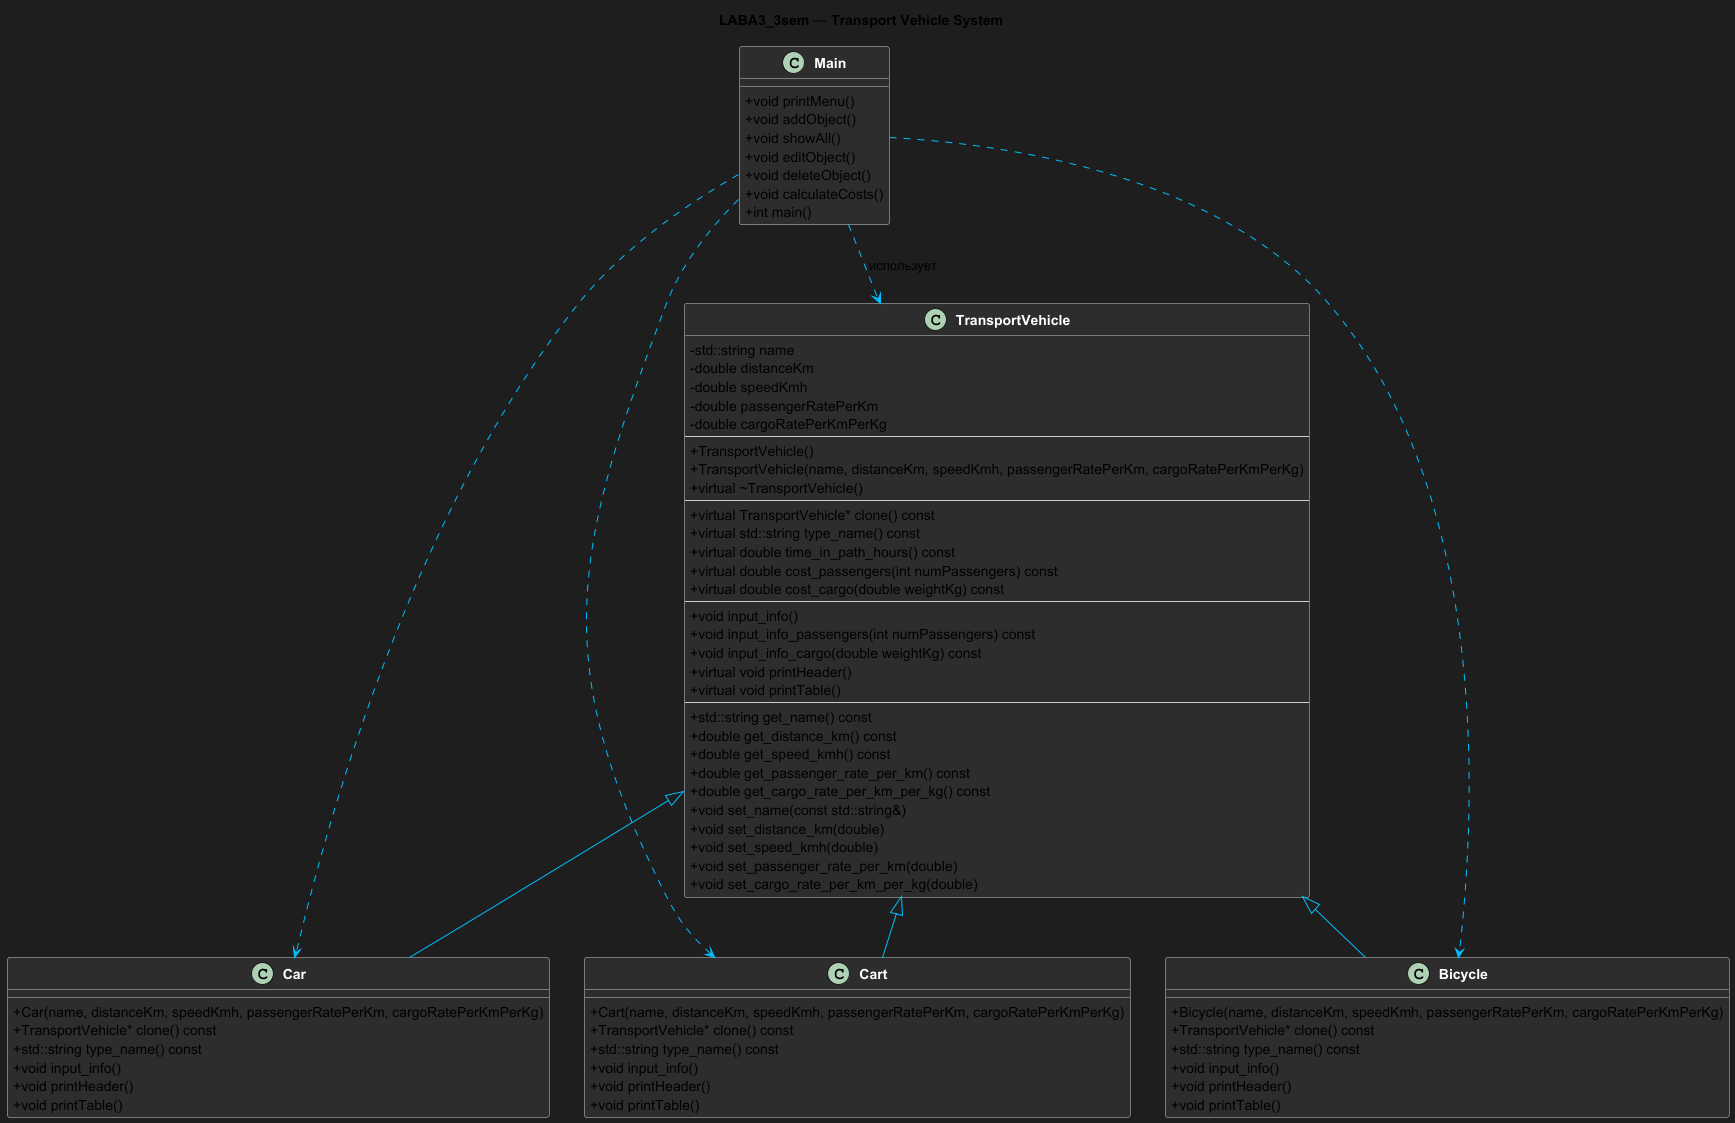 LABA3_3sem — Transport Vehicle System
C Main
+void printMenu()
+void addObject()
+void showAll()
+void editObject()
+void deleteObject()
+void calculateCosts()
+int main()
использует
C TransportVehicle
-std::string name
-double distanceKm
-double speedKmh
-double passengerRatePerKm
-double cargoRatePerKmPerKg
+TransportVehicle()
+TransportVehicle(name, distanceKm, speedKmh, passengerRatePerKm, cargoRatePerKmPerKg)
+virtual ~TransportVehicle()
+virtual TransportVehicle* clone() const
+virtual std::string type_name() const
+virtual double time_in_path_hours() const
+virtual double cost_passengers(int numPassengers) const
+virtual double cost_cargo(double weightKg) const
+void input_info()
+void input_info_passengers(int numPassengers) const
+void input_info_cargo(double weightKg) const
+virtual void printHeader()
+virtual void printTable()
+std::string get_name() const
+double get_distance_km() const
+double get_speed_kmh() const
+double get_passenger_rate_per_km() const
+double get_cargo_rate_per_km_per_kg() const
+void set_name(const std::string&)
+void set_distance_km(double)
+void set_speed_kmh(double)
+void set_passenger_rate_per_km(double)
+void set_cargo_rate_per_km_per_kg(double)
C Car
+Car(name, distanceKm, speedKmh, passengerRatePerKm, cargoRatePerKmPerKg)
+TransportVehicle* clone() const
+std::string type_name() const
+void input_info()
+void printHeader()
+void printTable()
C Cart
+Cart(name, distanceKm, speedKmh, passengerRatePerKm, cargoRatePerKmPerKg)
+TransportVehicle* clone() const
+std::string type_name() const
+void input_info()
+void printHeader()
+void printTable()
C Bicycle
+Bicycle(name, distanceKm, speedKmh, passengerRatePerKm, cargoRatePerKmPerKg)
+TransportVehicle* clone() const
+std::string type_name() const
+void input_info()
+void printHeader()
+void printTable()